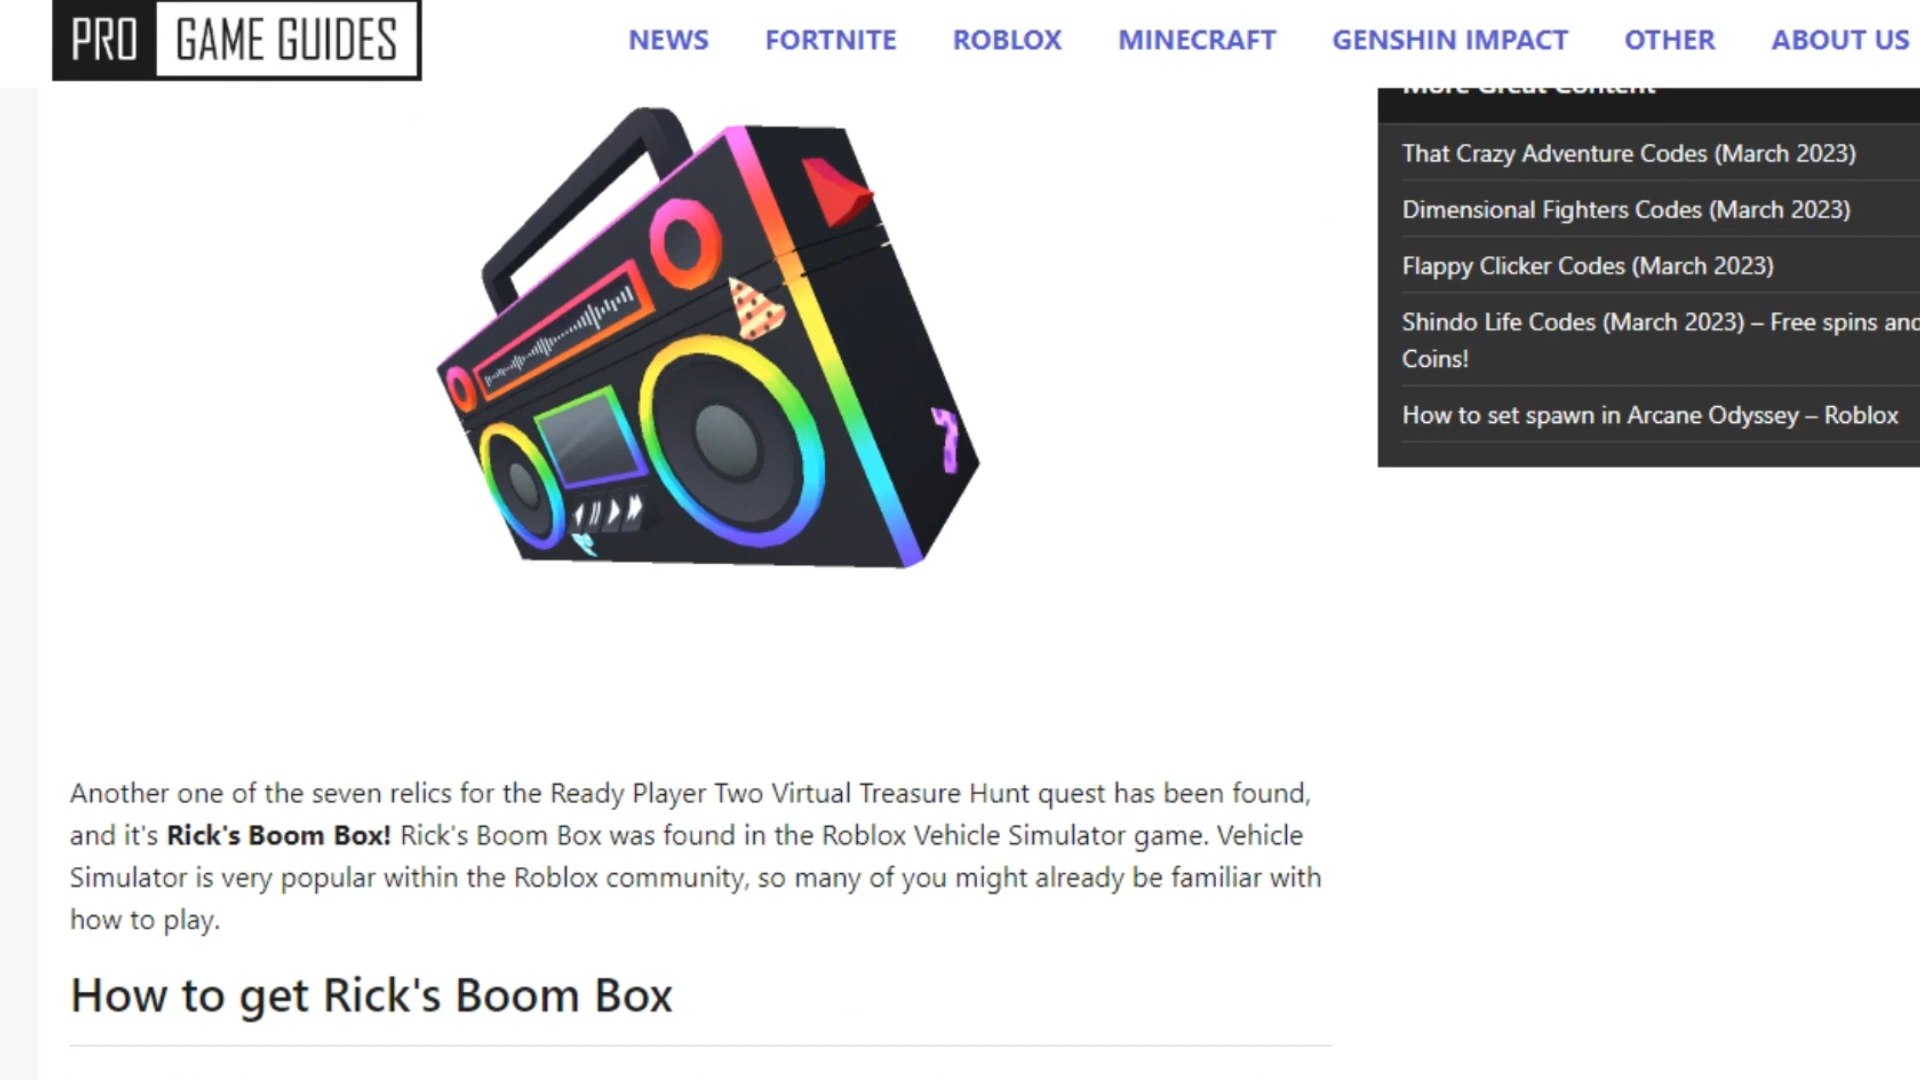 PRO GAME GUIDES
NEWS FORTNITE ROBLOX MINECRAFT GENSHIN IMPACT OTHER ABOUT US
More Great Content
That Crazy Adventure Codes (March 2023)
Dimensional Fighters Codes (March 2023)
Flappy Clicker Codes (March 2023)
Shindo Life Codes (March 2023) – Free spins and
Coins!
How to set spawn in Arcane Odyssey – Roblox
7
Another one of the seven relics for the Ready Player Two Virtual Treasure Hunt quest has been found,
and it's Rick's Boom Box! Rick's Boom Box was found in the Roblox Vehicle Simulator game. Vehicle
Simulator is very popular within the Roblox community, so many of you might already be familiar with
how to play.
How to get Rick's Boom Box